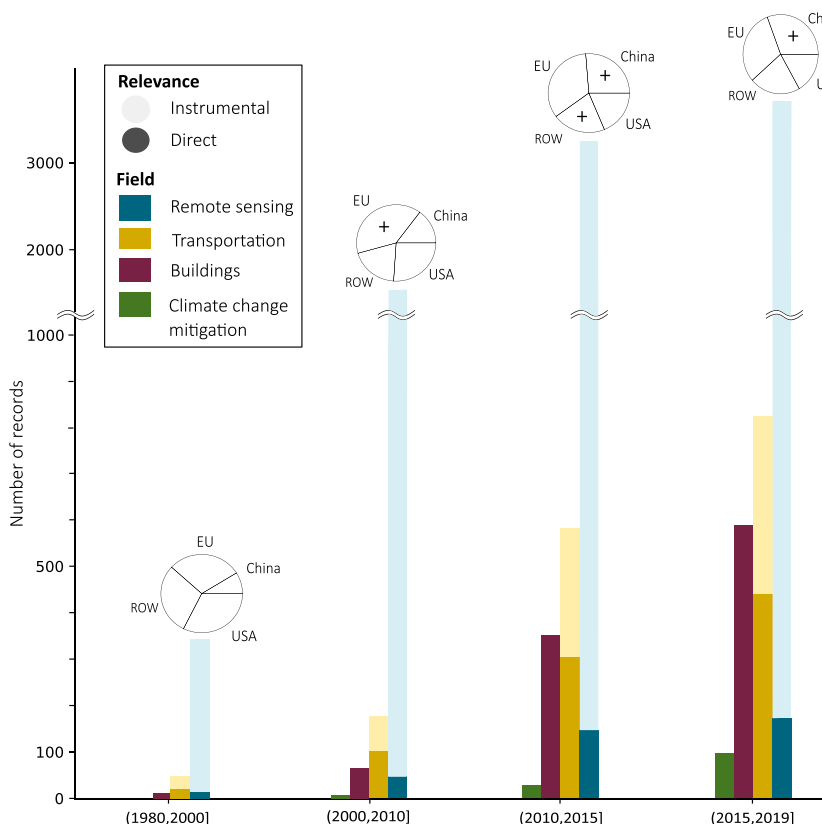 EU
Ch
ROW
U
EU
China
+
+
ROW
USA
+
Relevance
Instrumental
Direct
Field
Remote sensing
Transportation
Buildings
Climate change
mitigation
EU
China
+
ROW
USA
3000
2000
1000
500
100
0
Number of records
EU
China
ROW
USA
(1980,2000]
(2000,2010]
(2010,2015]
(2015,2019]